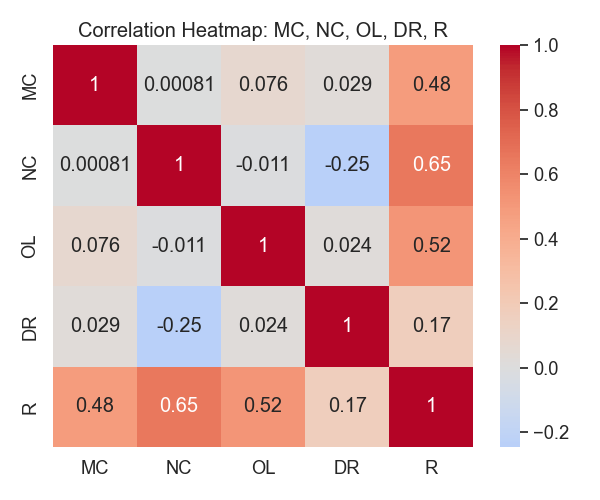 Correlation Heatmap: MC, NC, OL, DR, R
MC 1 0.00081 0.076 0.029 0.48
NC 0.00081 1 -0.011 -0.25 0.65
OL 0.076 -0.011 1 0.024 0.52
DR 0.029 -0.25 0.024 1 0.17
R 0.48 0.65 0.52 0.17 1
MC NC OL DR R
1.0
0.8
0.6
0.4
0.2
0.0
−0.2